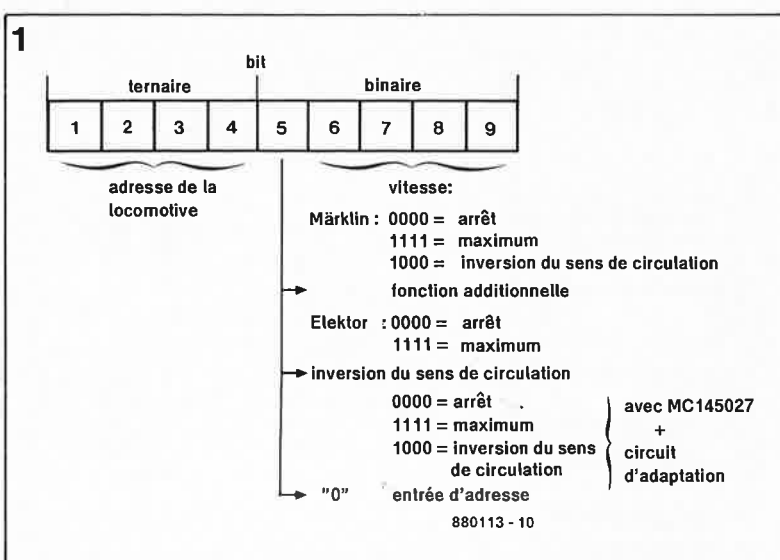 1
bit
ternaire binaire
1 2 3 4 5 6 7 8 9
adresse de la
locomotive
vitesse:
Märklin : 0000 = arrêt
1111 = maximum
1000 = inversion du sens de circulation
fonction additionnelle
Elektor : 0000 = arrêt
1111 = maximum
inversion du sens de circulation
0000 = arrêt
1111 = maximum
1000 = inversion du sens
de circulation
avec MC145027
+
circuit
d'adaptation
"0" entrée d'adresse
880113 - 10